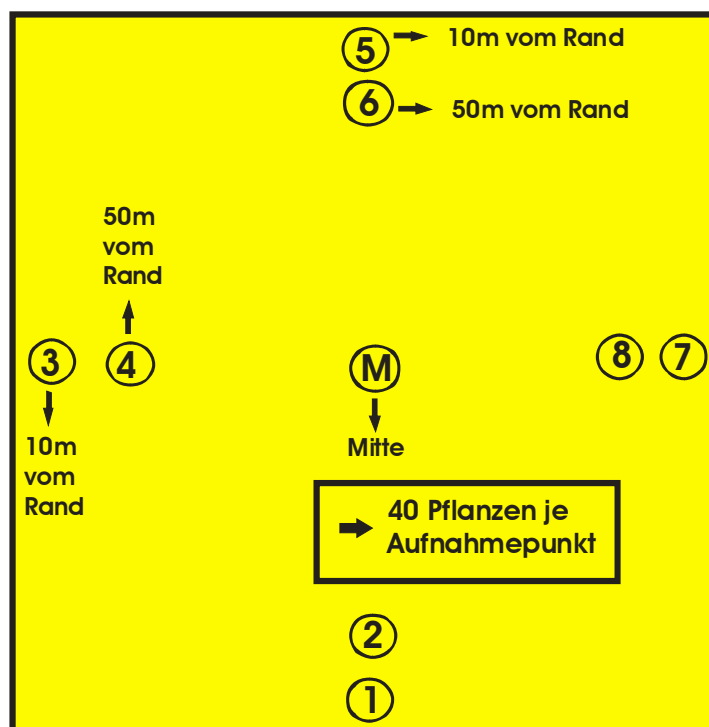 5
10m vom Rand
6
50m vom Rand
50m
vom
Rand
3
4
M
8
7
10m
vom
Rand
Mitte
40 Pflanzen je
Aufnahmepunkt
2
1